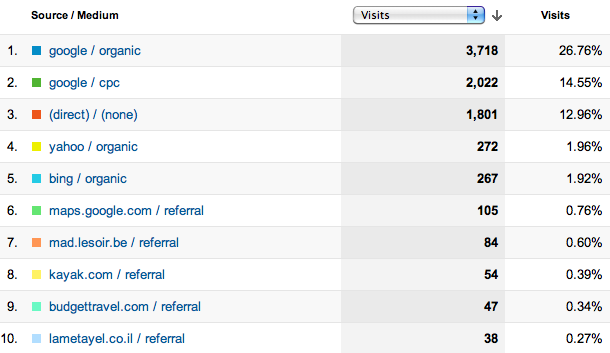 Source / Medium Visits Visits
1. google / organic 3,718 26.76%
2. google / cpc 2,022 14.55%
3. (direct) / (none) 1,801 12.96%
4. yahoo / organic 272 1.96%
5. bing / organic 267 1.92%
6. maps.google.com / referral 105 0.76%
7. mad.lesoir.be / referral 84 0.60%
8. kayak.com / referral 54 0.39%
9. budgettravel.com / referral 47 0.34%
10. lametayel.co.il / referral 38 0.27%